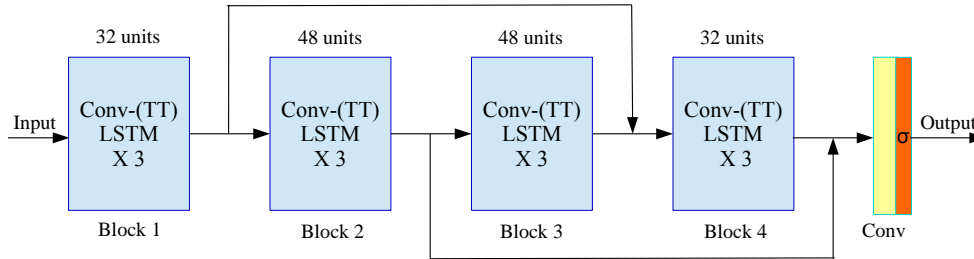 32 units
48 units
48 units
32 units
Input
Conv-(TT)
LSTM
X 3
Conv-(TT)
LSTM
X 3
Conv-(TT)
LSTM
X 3
Conv-(TT)
LSTM
X 3
σ
Output
Block 1
Block 2
Block 3
Block 4
Conv